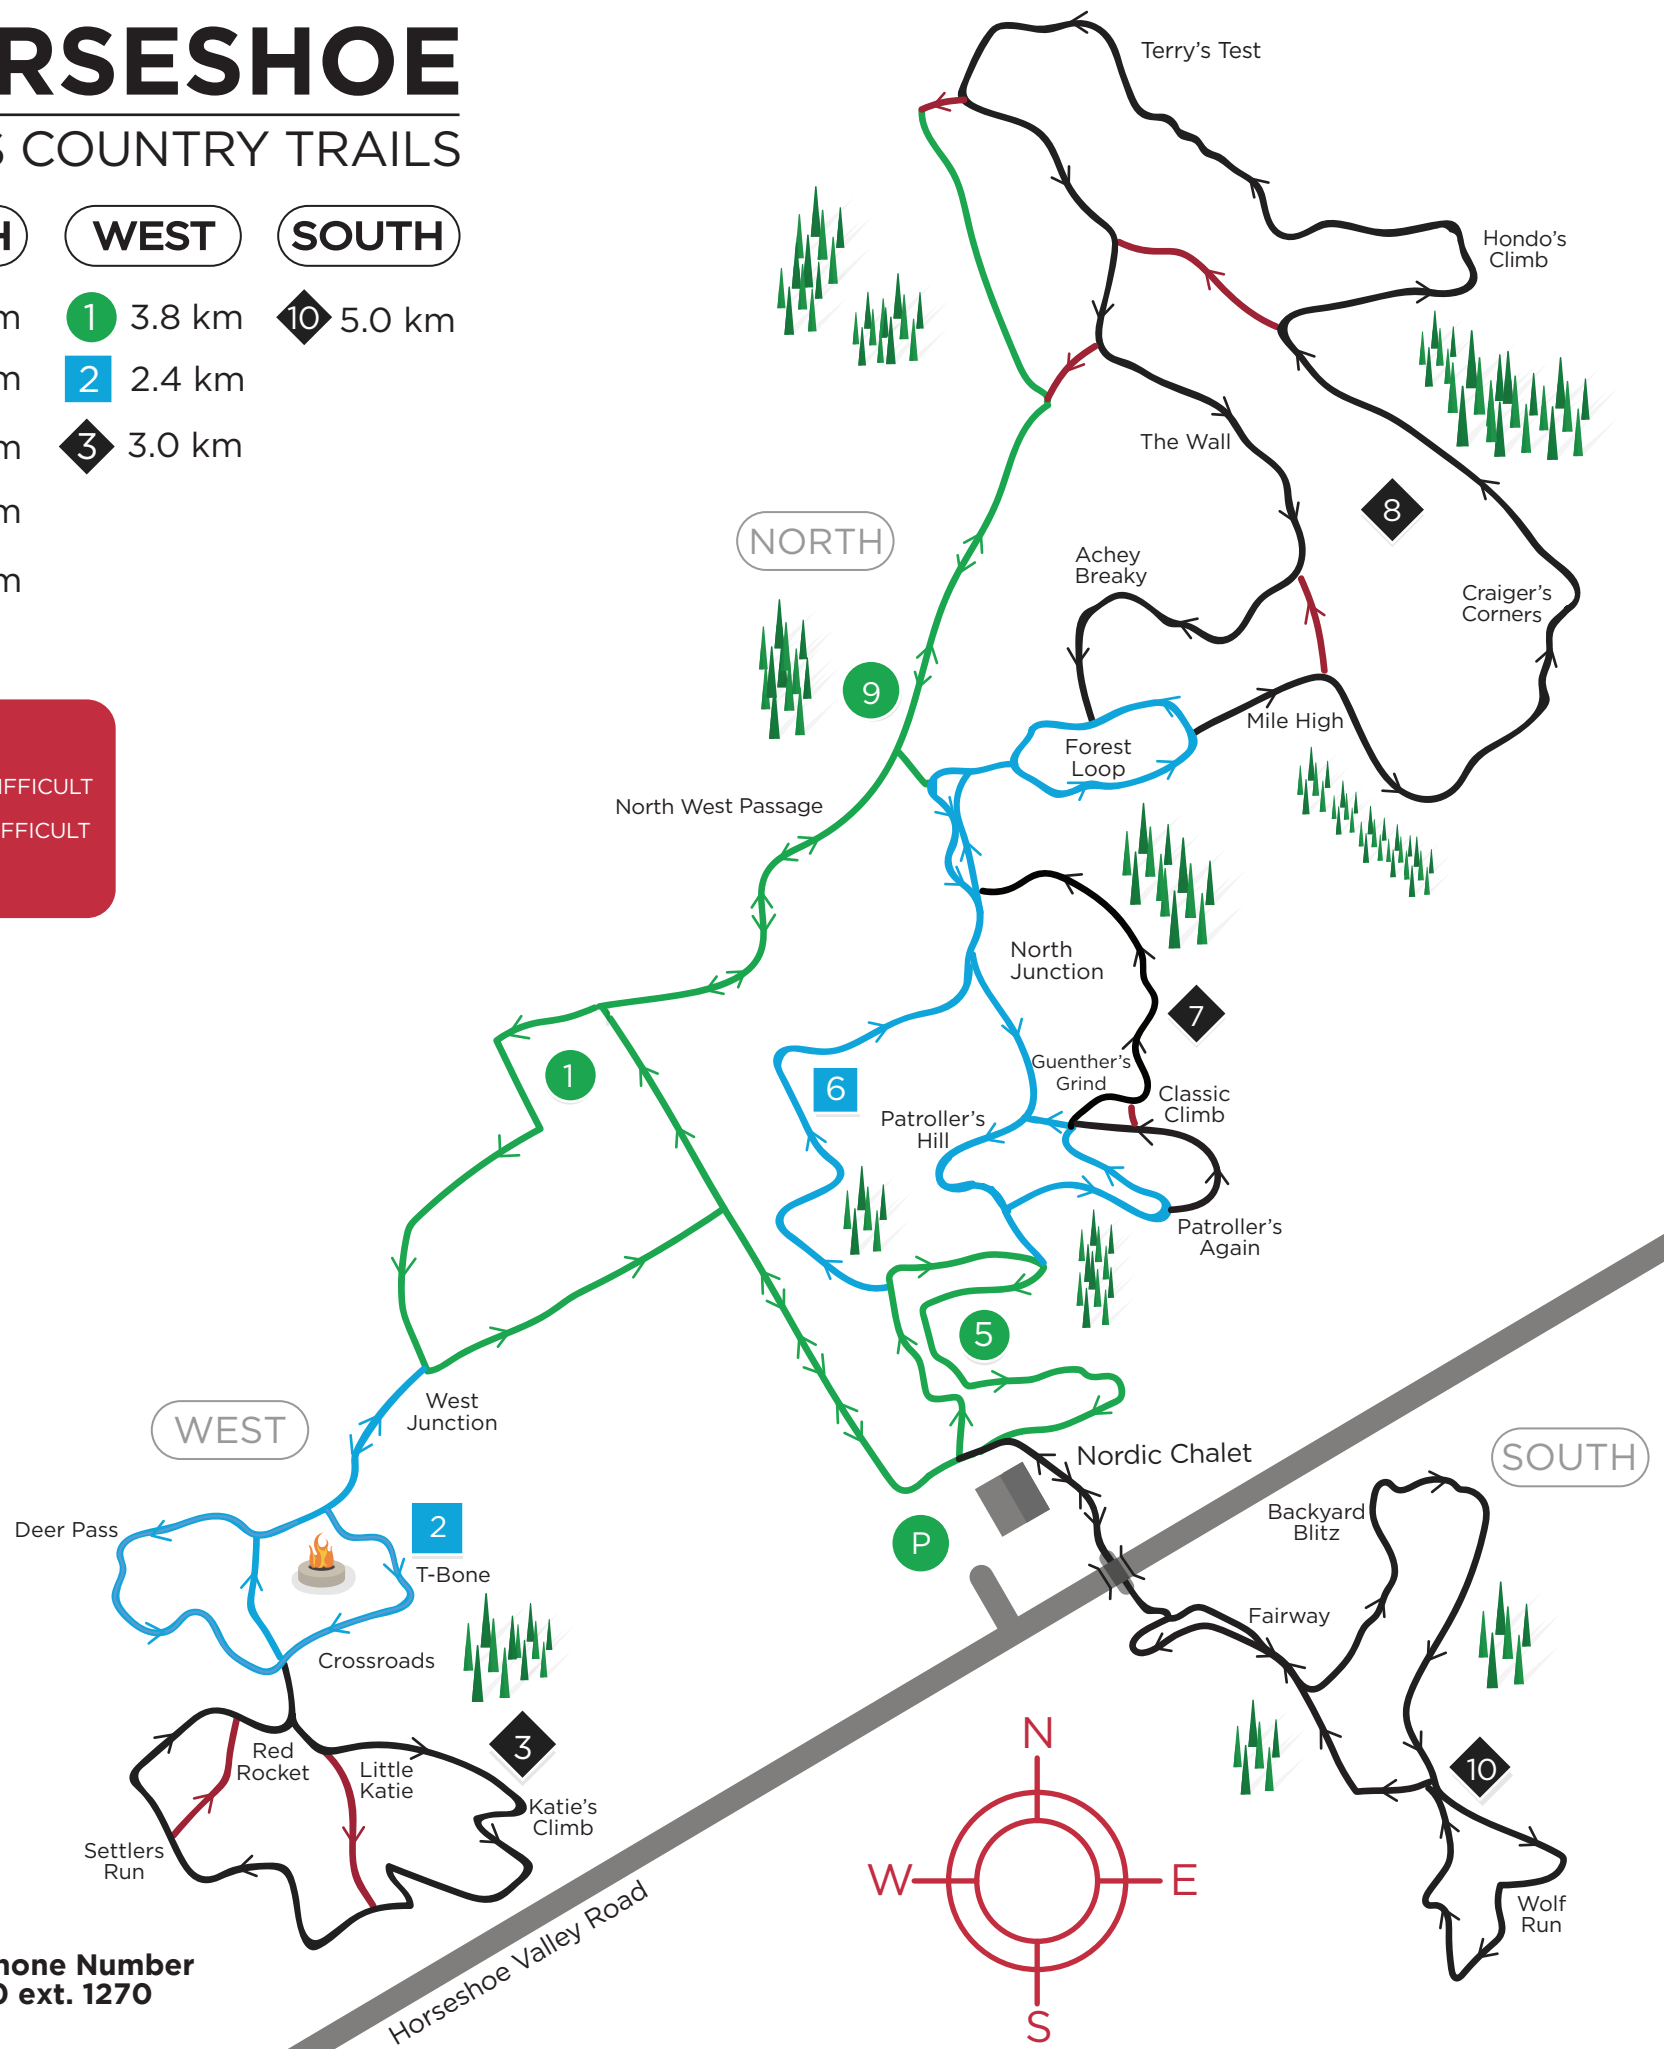 RSESHOE
S COUNTRY TRAILS
H
WEST
SOUTH
m
1 3.8 km
10 5.0 km
m
2 2.4 km
m
3 3.0 km
m
m
IFFICULT
FFICULT
Terry's Test
Hondo's
Climb
The Wall
8
NORTH
Achey
Breaky
Craiger's
Corners
9
Mile High
Forest
Loop
North West Passage
North
Junction
7
1
Guenther's
Grind
6
Classic
Climb
Patroller's
Hill
Patroller's
Again
5
West
Junction
WEST
Nordic Chalet
SOUTH
Deer Pass
2
T-Bone
P
Backyard
Blitz
Fairway
Crossroads
3
Red
Rocket
Little
Katie
Katie's
Climb
Settlers
Run
10
Wolf
Run
N
W
E
S
Horseshoe Valley Road
hone Number
0 ext. 1270